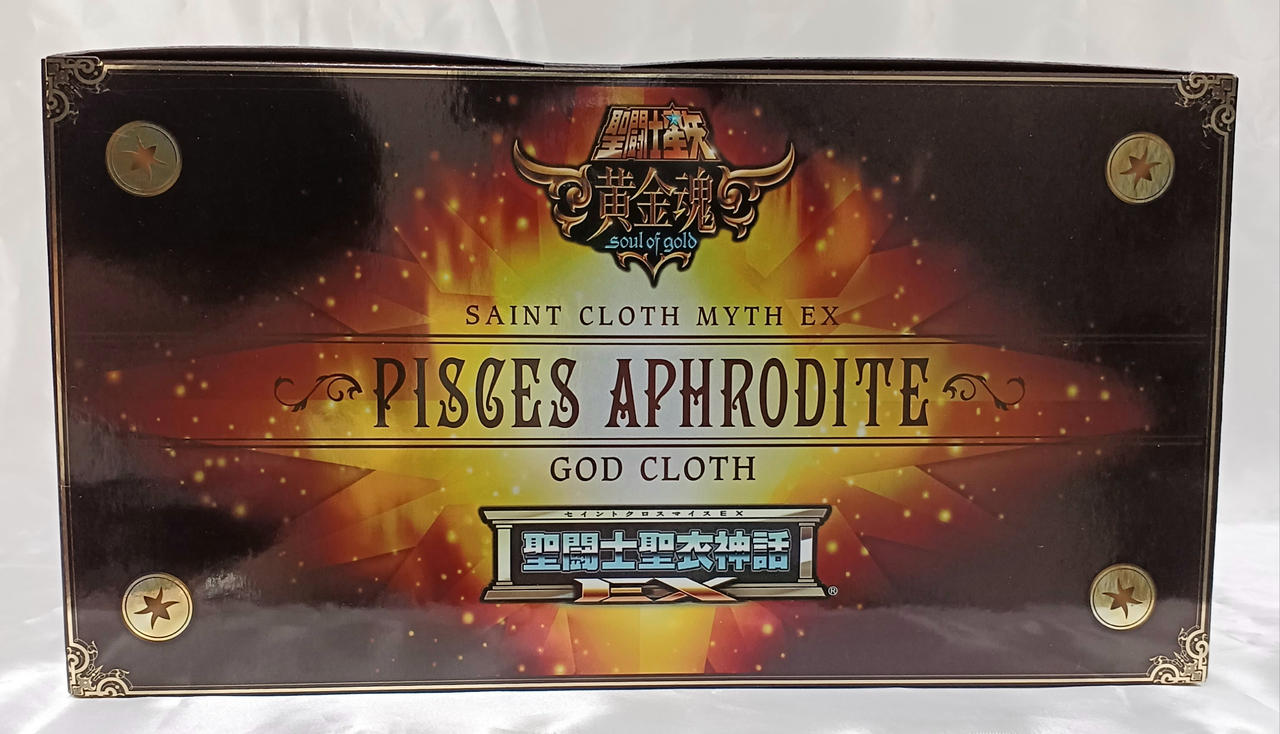 聖闘士星矢
黄金魂
soul of gold
SAINT CLOTH MYTH EX
PISCES APHRODITE
GOD CLOTH
セイントクロスマイスEX
聖闘士聖衣神話
EX®